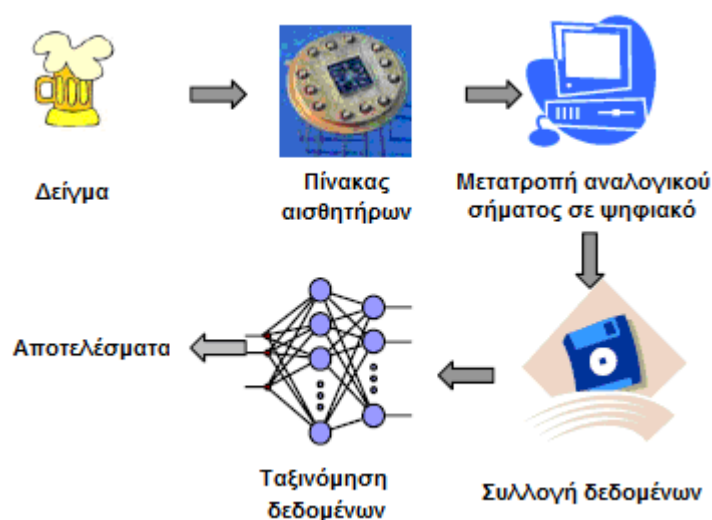 Δείγμα
Πίνακας
αισθητήρων
Μετατροπή αναλογικού
σήματος σε ψηφιακό
Αποτελέσματα
Ταξινόμηση
δεδομένων
Συλλογή δεδομένων